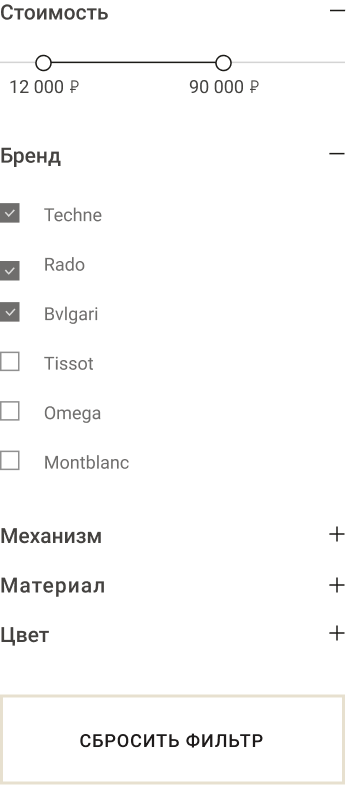 Стоимость
12 000 ₽ 90 000 ₽
Бренд
Techne
Rado
Bvlgari
Tissot
Omega
Montblanc
Механизм
Материал
Цвет
СБРОСИТЬ ФИЛЬТР